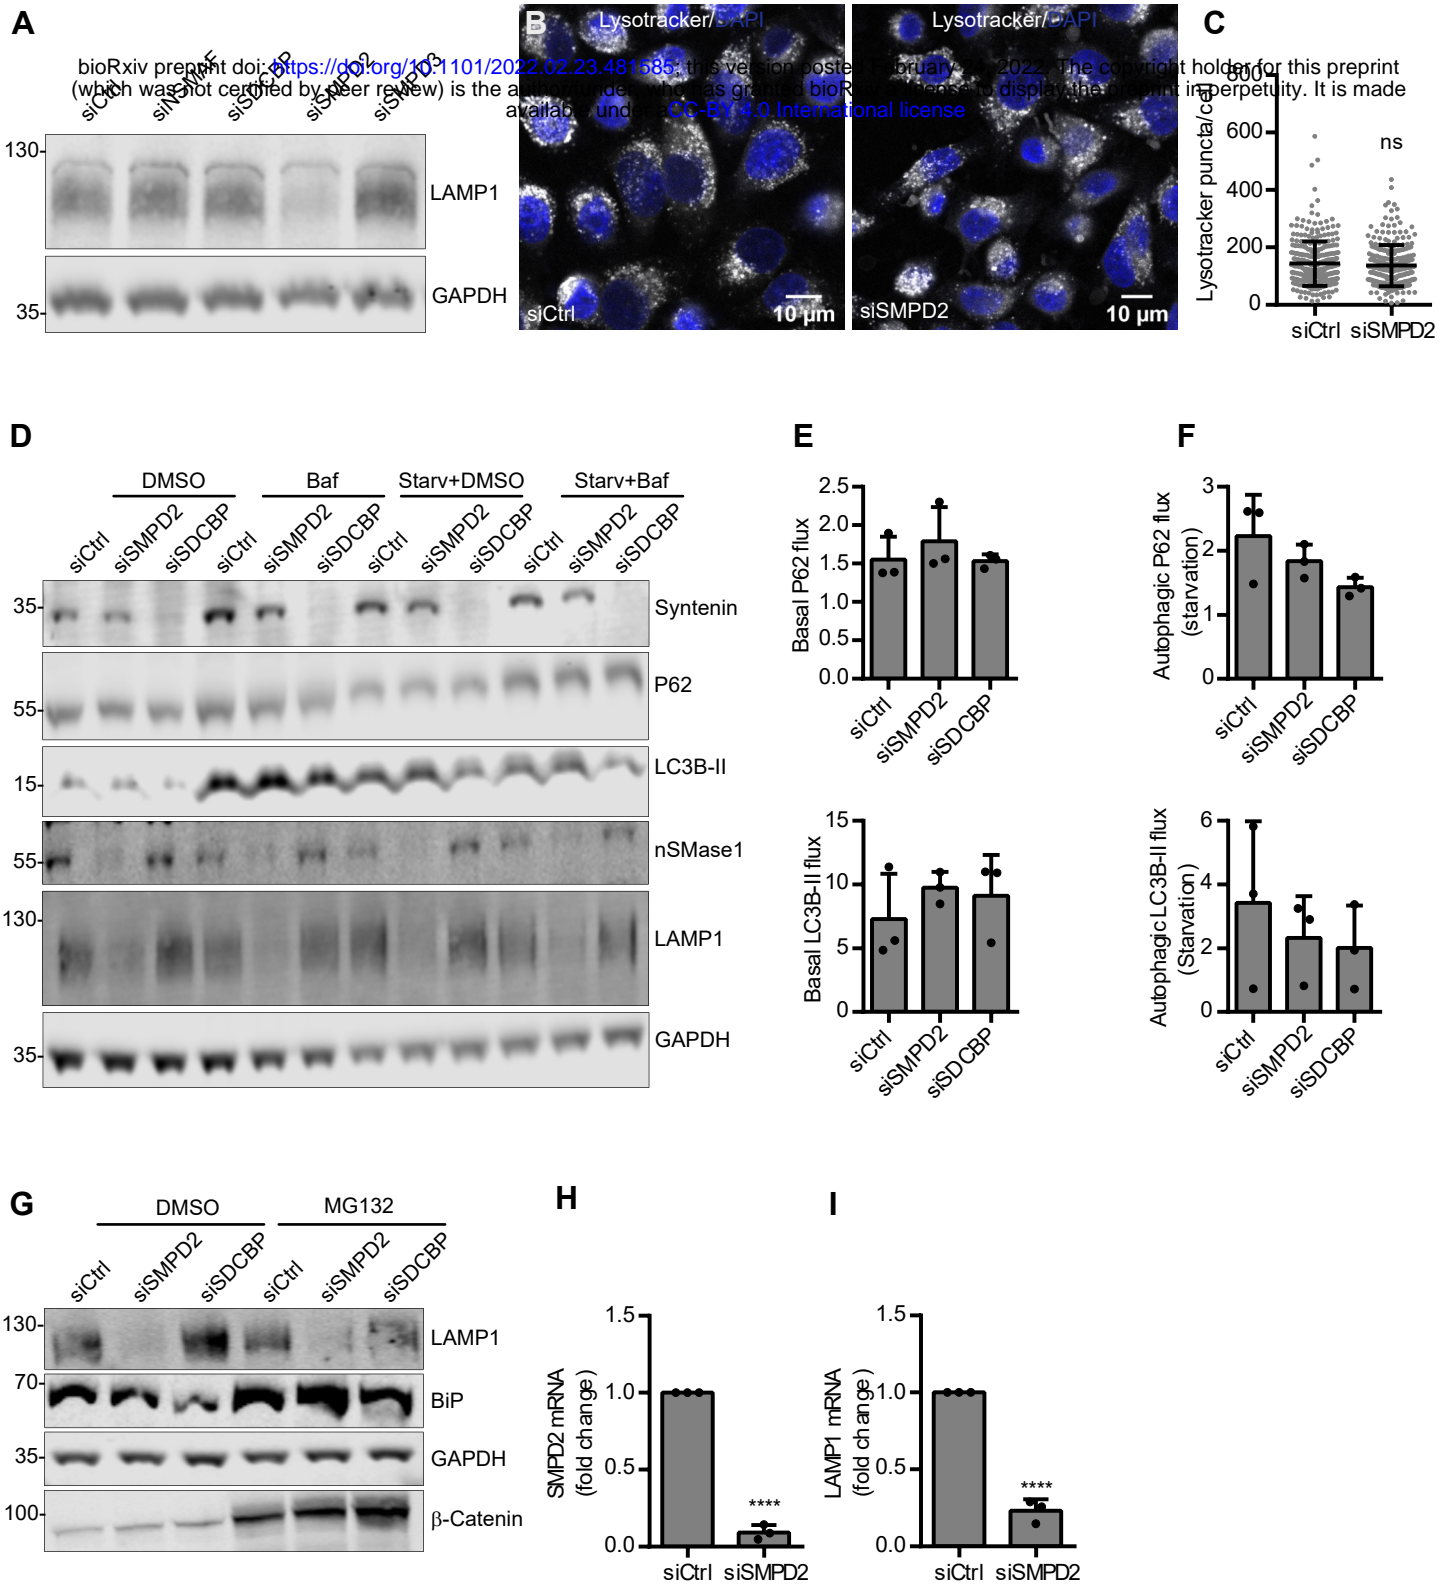 A
B
C
bioRxiv preprint doi: https://doi.org/10.1101/2022.02.23.481585; this version posted February , 2022. The copyright holder for this preprint
(which was not certified by peer review) is the author/funder, who has granted bioRxiv a license to display the preprint in perpetuity. It is made
available under aCC-BY 4.0 International license
siCtrl siNSMAF siSDCBP siSMPD2 siSMPD3
130
LAMP1
GAPDH
35
Lysotracker/DAPI
siCtrl
10 µm
Lysotracker/DAPI
siSMPD2
10 µm
Lysotracker puncta/cell
800
600
400
200
0
ns
siCtrl siSMPD2
D
DMSO Baf Starv+DMSO Starv+Baf
siCtrl siSMPD2 siSDCBP siCtrl siSMPD2 siSDCBP siCtrl siSMPD2 siSDCBP siCtrl siSMPD2 siSDCBP
35
Syntenin
P62
55
LC3B-II
15
nSMase1
55
130
LAMP1
GAPDH
35
E
Basal P62 flux
2.5
2.0
1.5
1.0
0.5
0.0
siCtrl siSMPD2 siSDCBP
Basal LC3B-II flux
15
10
5
0
siCtrl siSMPD2 siSDCBP
F
Autophagic P62 flux
(starvation)
3
2
1
0
siCtrl siSMPD2 siSDCBP
Autophagic LC3B-II flux
(Starvation)
6
4
2
0
siCtrl siSMPD2 siSDCBP
G
DMSO MG132
siCtrl siSMPD2 siSDCBP siCtrl siSMPD2 siSDCBP
130
LAMP1
70
BiP
35
GAPDH
100
β-Catenin
H
SMPD2 mRNA
(fold change)
1.5
1.0
0.5
0.0
****
siCtrl siSMPD2
I
LAMP1 mRNA
(fold change)
1.5
1.0
0.5
0.0
****
siCtrl siSMPD2